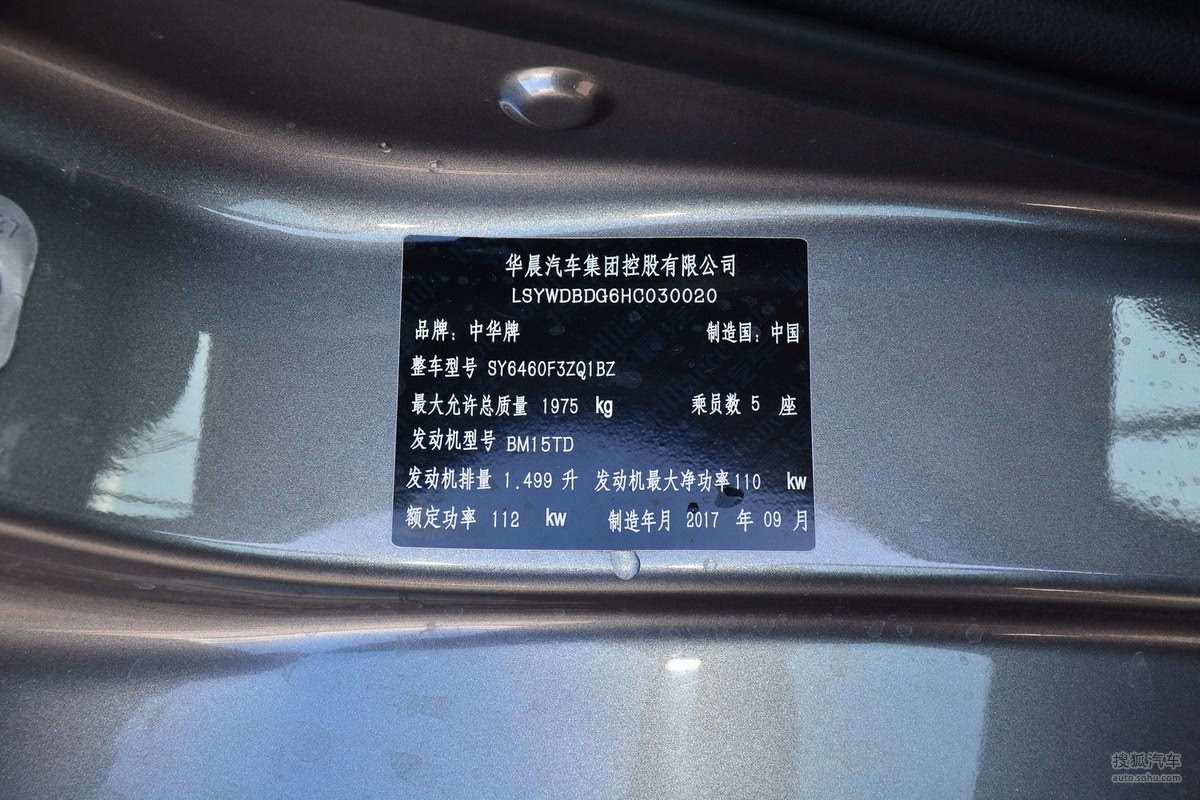 华晨汽车集团控股有限公司
LSYWDBDG6HC030020
品牌：中华牌 制造国：中国
整车型号 SY6460F3ZQ1BZ
最大允许总质量 1975 kg 乘员数 5 座
发动机型号 BM15TD
发动机排量 1.499 升 发动机最大净功率110 kw
额定功率 112 kw 制造年月 2017 年 09 月
搜狐汽车
auto.sohu.com